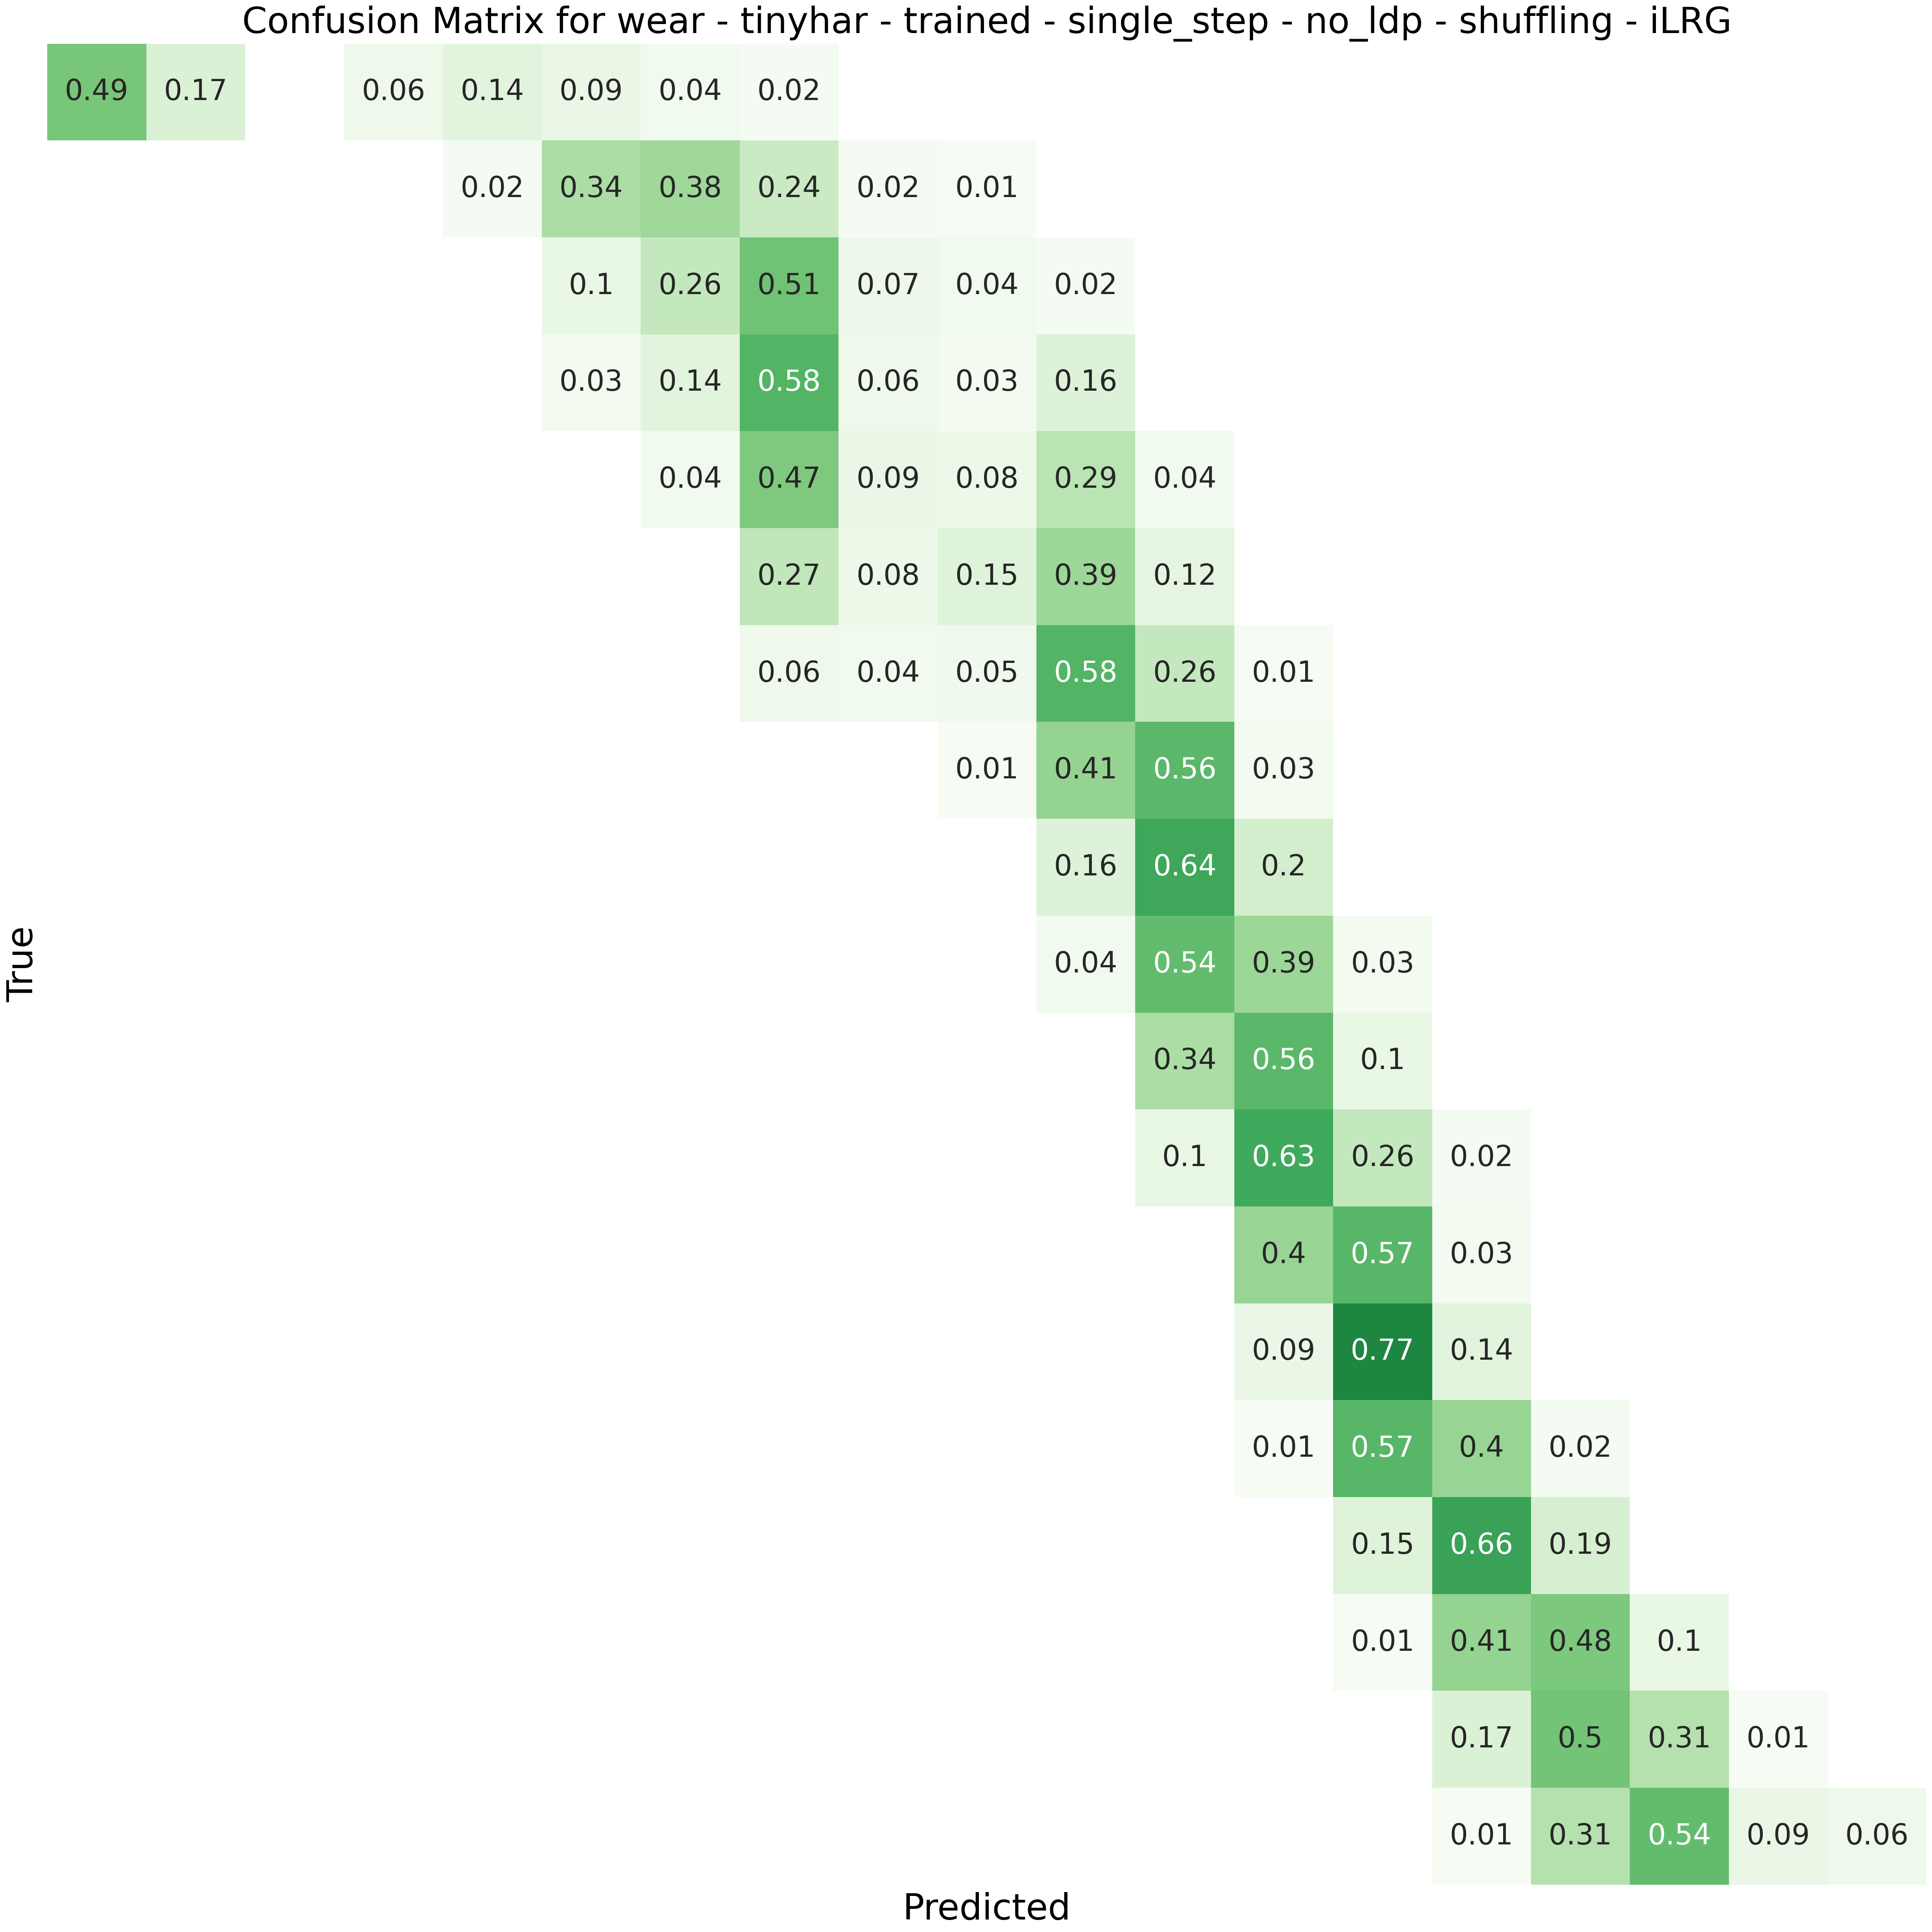 Confusion Matrix for wear - tinyhar - trained - single_step - no_ldp - shuffling - iLRG
0.49 0.17 0.06 0.14 0.09 0.04 0.02
0.02 0.34 0.38 0.24 0.02 0.01
0.1 0.26 0.51 0.07 0.04 0.02
0.03 0.14 0.58 0.06 0.03 0.16
0.04 0.47 0.09 0.08 0.29 0.04
0.27 0.08 0.15 0.39 0.12
0.06 0.04 0.05 0.58 0.26 0.01
0.01 0.41 0.56 0.03
0.16 0.64 0.2
True
0.04 0.54 0.39 0.03
0.34 0.56 0.1
0.1 0.63 0.26 0.02
0.4 0.57 0.03
0.09 0.77 0.14
0.01 0.57 0.4 0.02
0.15 0.66 0.19
0.01 0.41 0.48 0.1
0.17 0.5 0.31 0.01
0.01 0.31 0.54 0.09 0.06
Predicted